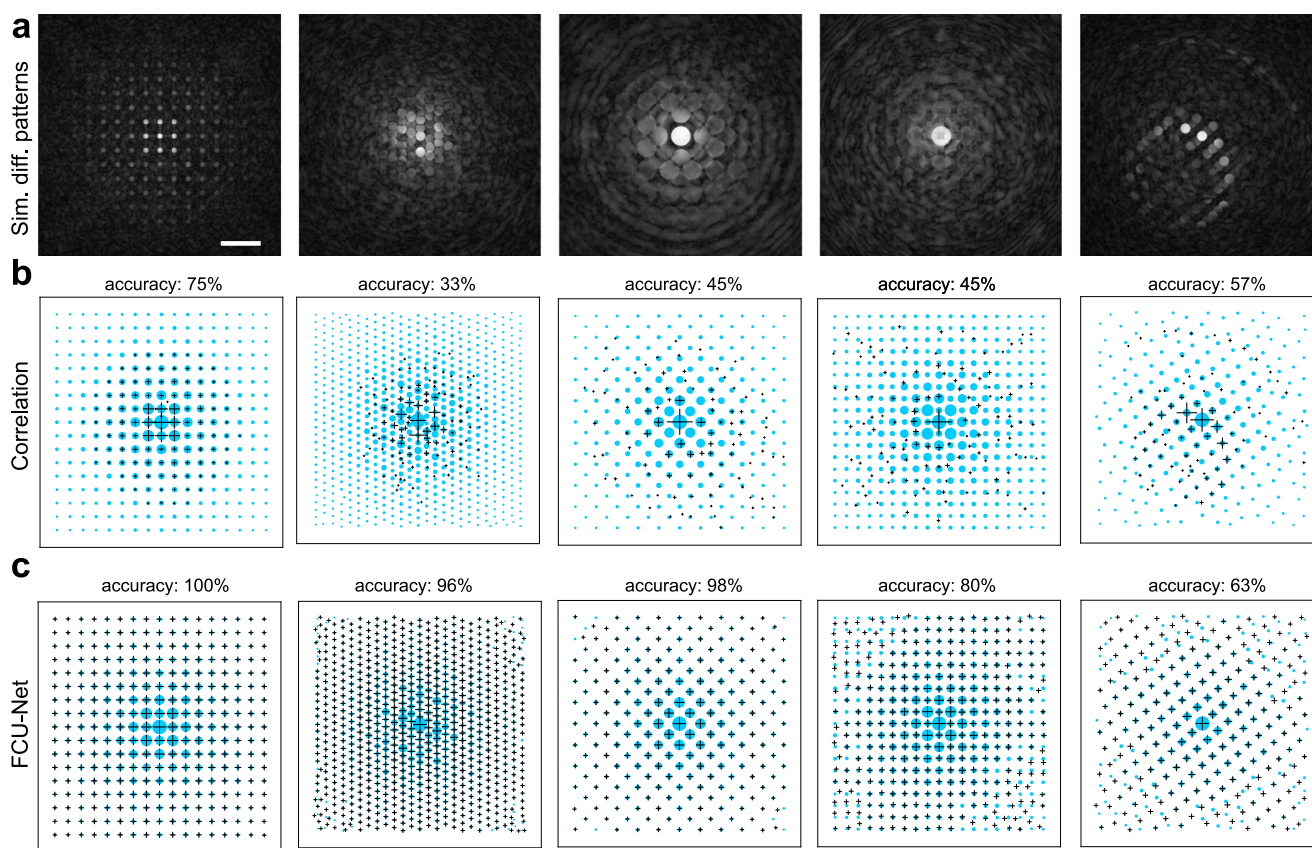 a
Sim. diff. patterns
b
accuracy: 75%
accuracy: 33%
accuracy: 45%
accuracy: 45%
accuracy: 57%
Correlation
c
accuracy: 100%
accuracy: 96%
accuracy: 98%
accuracy: 80%
accuracy: 63%
FCU-Net